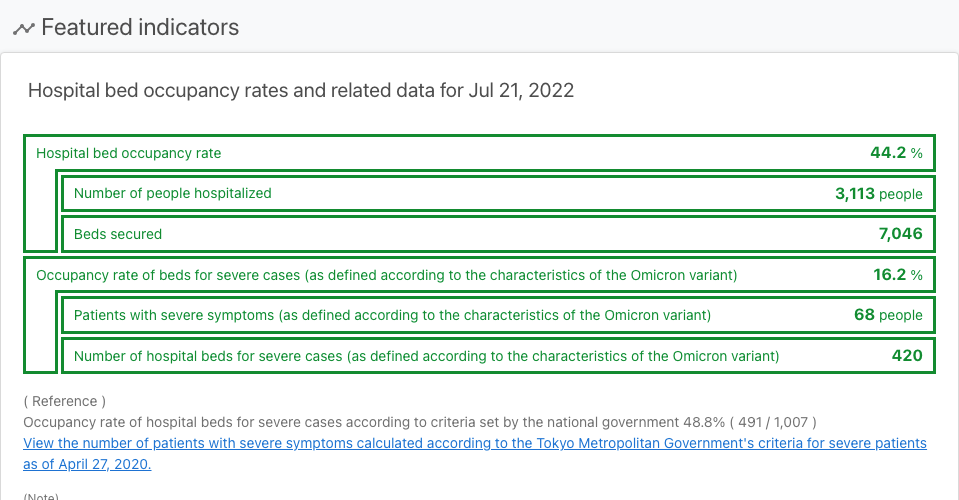 Featured indicators
Hospital bed occupancy rates and related data for Jul 21, 2022
Hospital bed occupancy rate 44.2 %
Number of people hospitalized 3,113 people
Beds secured 7,046
Occupancy rate of beds for severe cases (as defined according to the characteristics of the Omicron variant) 16.2 %
Patients with severe symptoms (as defined according to the characteristics of the Omicron variant) 68 people
Number of hospital beds for severe cases (as defined according to the characteristics of the Omicron variant) 420
( Reference )
Occupancy rate of hospital beds for severe cases according to criteria set by the national government 48.8% ( 491 / 1,007 )
View the number of patients with severe symptoms calculated according to the Tokyo Metropolitan Government's criteria for severe patients
as of April 27, 2020.
(Note)